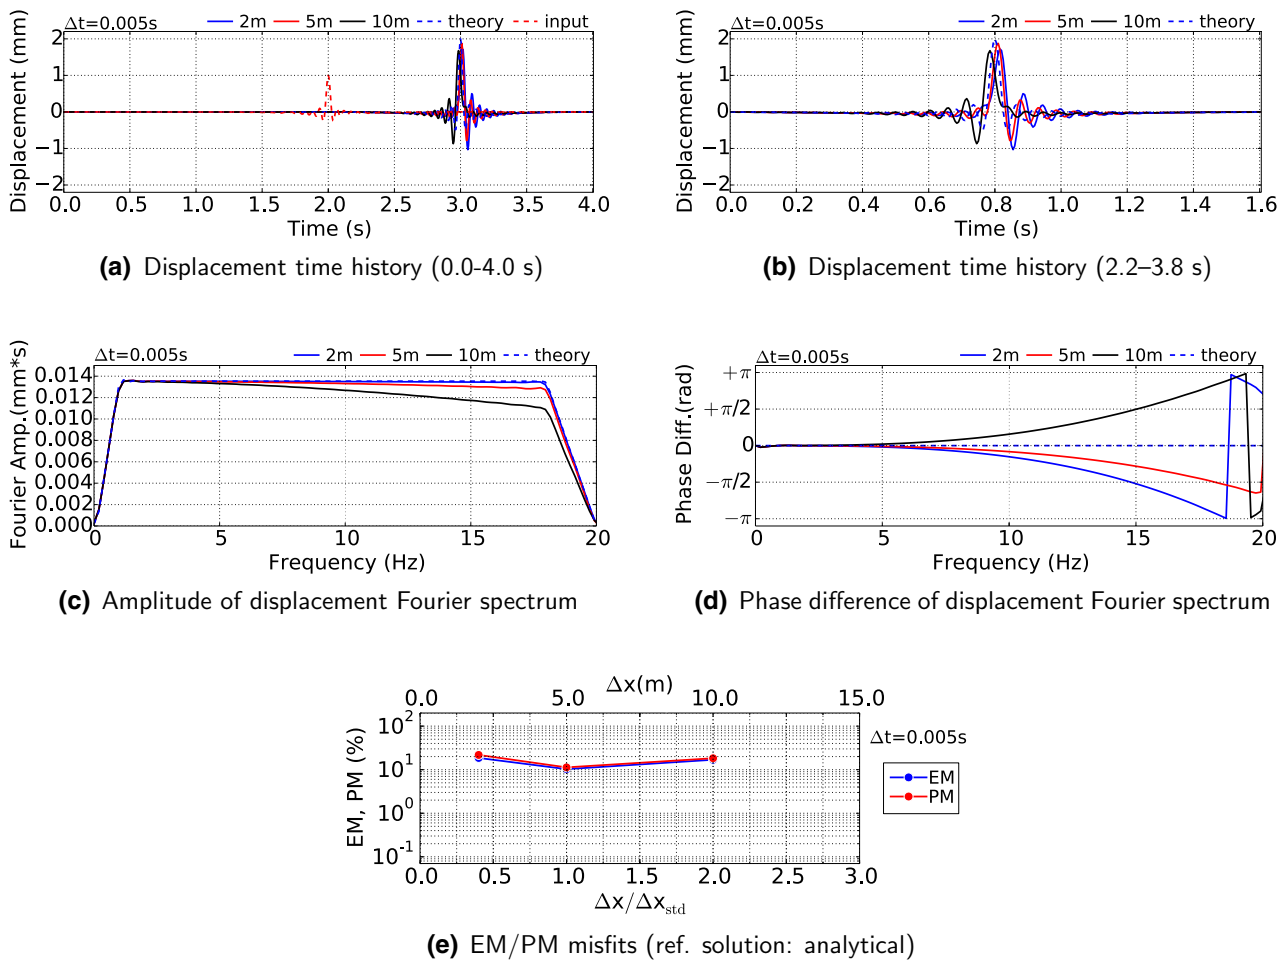 Δt=0.005s 2m 5m 10m theory input
Displacement (mm)
2
1
0
−1
−2
0.0 0.5 1.0 1.5 2.0 2.5 3.0 3.5 4.0
Time (s)
(a) Displacement time history (0.0-4.0 s)
Δt=0.005s 2m 5m 10m theory
Displacement (mm)
2
1
0
−1
−2
0.0 0.2 0.4 0.6 0.8 1.0 1.2 1.4 1.6
Time (s)
(b) Displacement time history (2.2–3.8 s)
Δt=0.005s 2m 5m 10m theory
Fourier Amp.(mm*s)
0.014
0.012
0.010
0.008
0.006
0.004
0.002
0.000
0 5 10 15 20
Frequency (Hz)
(c) Amplitude of displacement Fourier spectrum
Δt=0.005s 2m 5m 10m theory
Phase Diff.(rad)
+π
+π/2
0
−π/2
−π
0 5 10 15 20
Frequency (Hz)
(d) Phase difference of displacement Fourier spectrum
Δx(m)
0.0 5.0 10.0 15.0
EM, PM (%)
10^2
10^1
10^0
10^-1
0.0 0.5 1.0 1.5 2.0 2.5 3.0
Δx/Δx_std
Δt=0.005s
EM
PM
(e) EM/PM misfits (ref. solution: analytical)